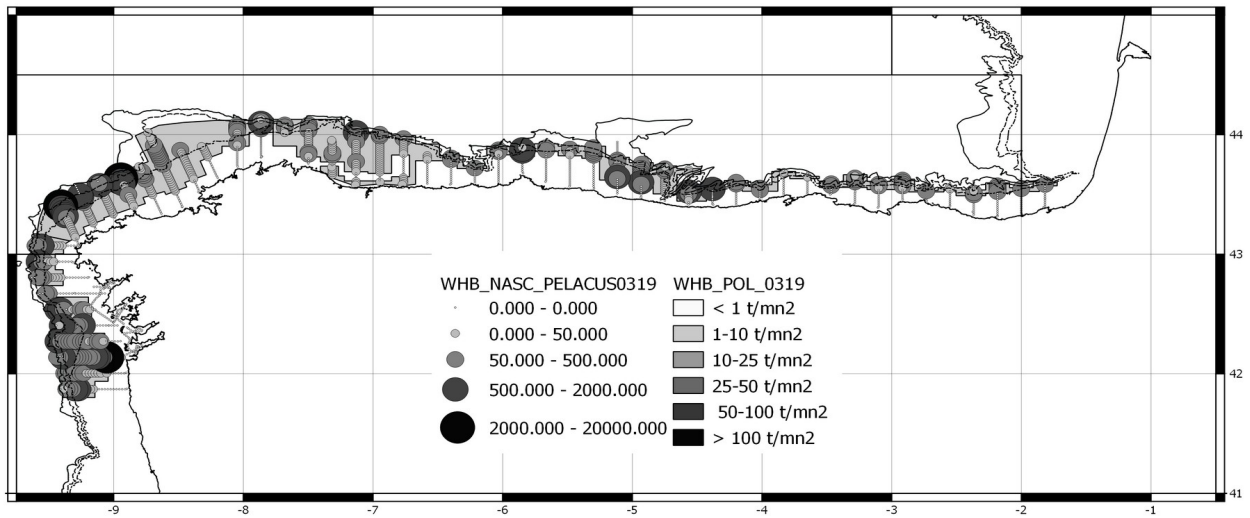 44
43
WHB_NASC_PELACUS0319 WHB_POL_0319
0.000 - 0.000 < 1 t/mn2
0.000 - 50.000 1-10 t/mn2
50.000 - 500.000 10-25 t/mn2
500.000 - 2000.000 25-50 t/mn2
50-100 t/mn2
2000.000 - 20000.000 > 100 t/mn2
42
41
-9 -8 -7 -6 -5 -4 -3 -2 -1